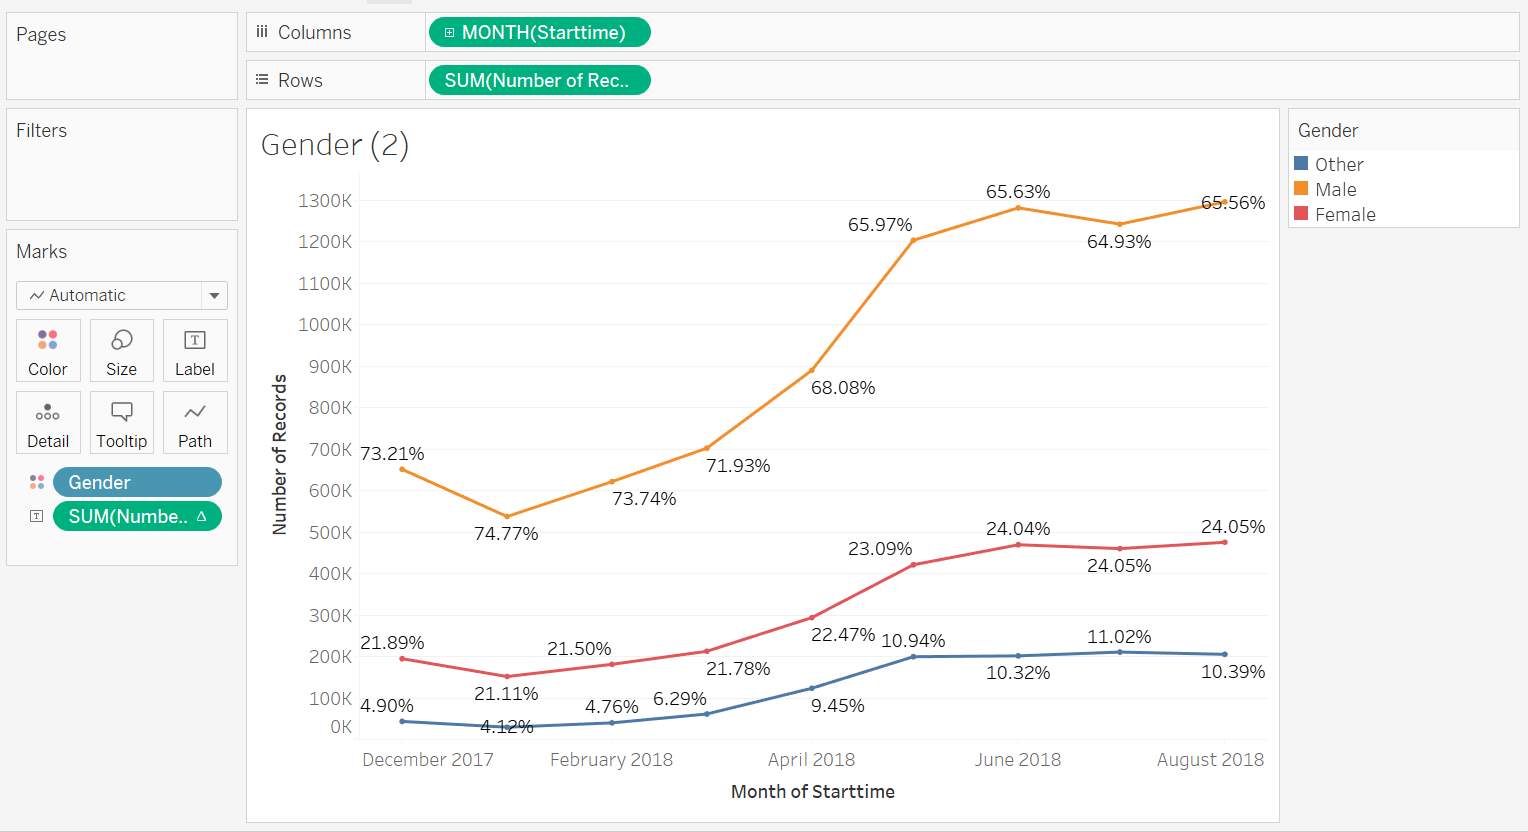 Pages
Columns
MONTH(Starttime)
Rows
SUM(Number of Rec..
Filters
Marks
Automatic
Color
Size
Label
Detail
Tooltip
Path
Gender
SUM(Numbe.. Δ
Gender (2)
Number of Records
1300K
1200K
1100K
1000K
900K
800K
700K
600K
500K
400K
300K
200K
100K
0K
73.21%
74.77%
73.74%
71.93%
68.08%
65.97%
65.63%
64.93%
65.56%
21.89%
21.11%
21.50%
21.78%
22.47%
23.09%
24.04%
24.05%
24.05%
4.90%
4.12%
4.76%
6.29%
9.45%
10.94%
10.32%
11.02%
10.39%
December 2017
February 2018
April 2018
June 2018
August 2018
Month of Starttime
Gender
Other
Male
Female